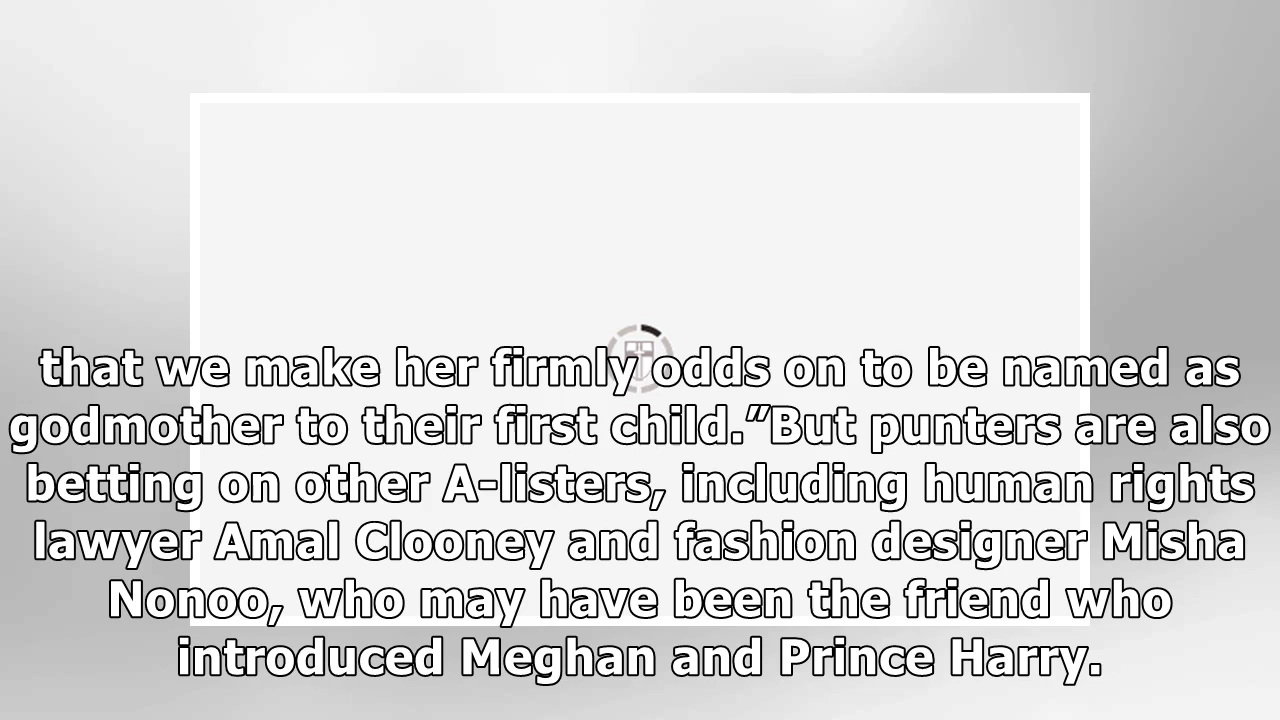 that we make her firmly odds on to be named as
godmother to their first child.”But punters are also
betting on other A-listers, including human rights
lawyer Amal Clooney and fashion designer Misha
Nonoo, who may have been the friend who
introduced Meghan and Prince Harry.